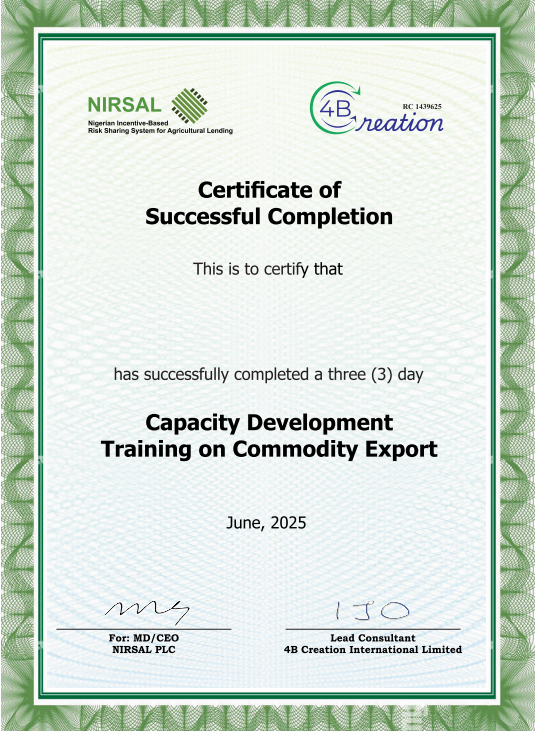 NIRSAL
Nigerian Incentive-Based
Risk Sharing System for Agricultural Lending
RC 1439625
4B Creation
Certificate of
Successful Completion
This is to certify that
has successfully completed a three (3) day
Capacity Development
Training on Commodity Export
June, 2025
IJO
For: MD/CEO
NIRSAL PLC
Lead Consultant
4B Creation International Limited